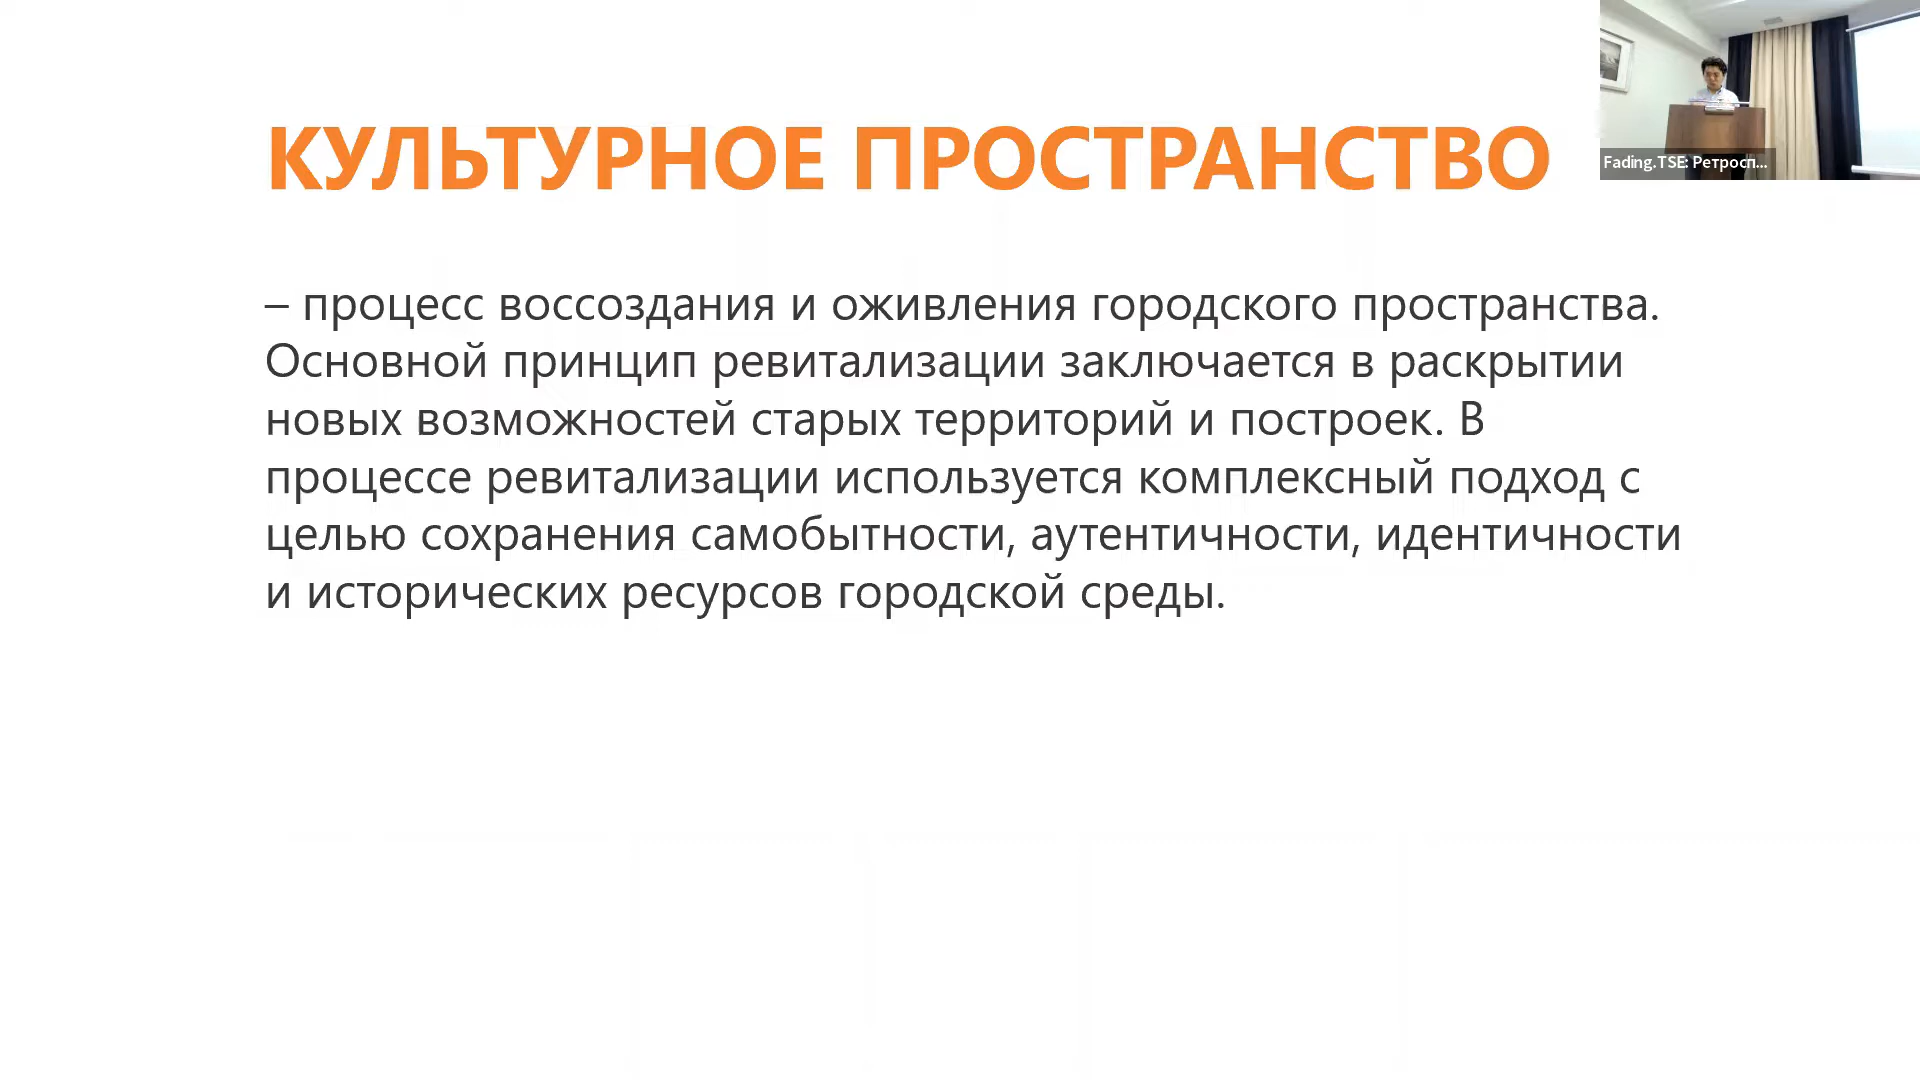 КУЛЬТУРНОЕ ПРОСТРАНСТВО
Fading.TSE: Ретросп...
– процесс воссоздания и оживления городского пространства.
Основной принцип ревитализации заключается в раскрытии
новых возможностей старых территорий и построек. В
процессе ревитализации используется комплексный подход с
целью сохранения самобытности, аутентичности, идентичности
и исторических ресурсов городской среды.